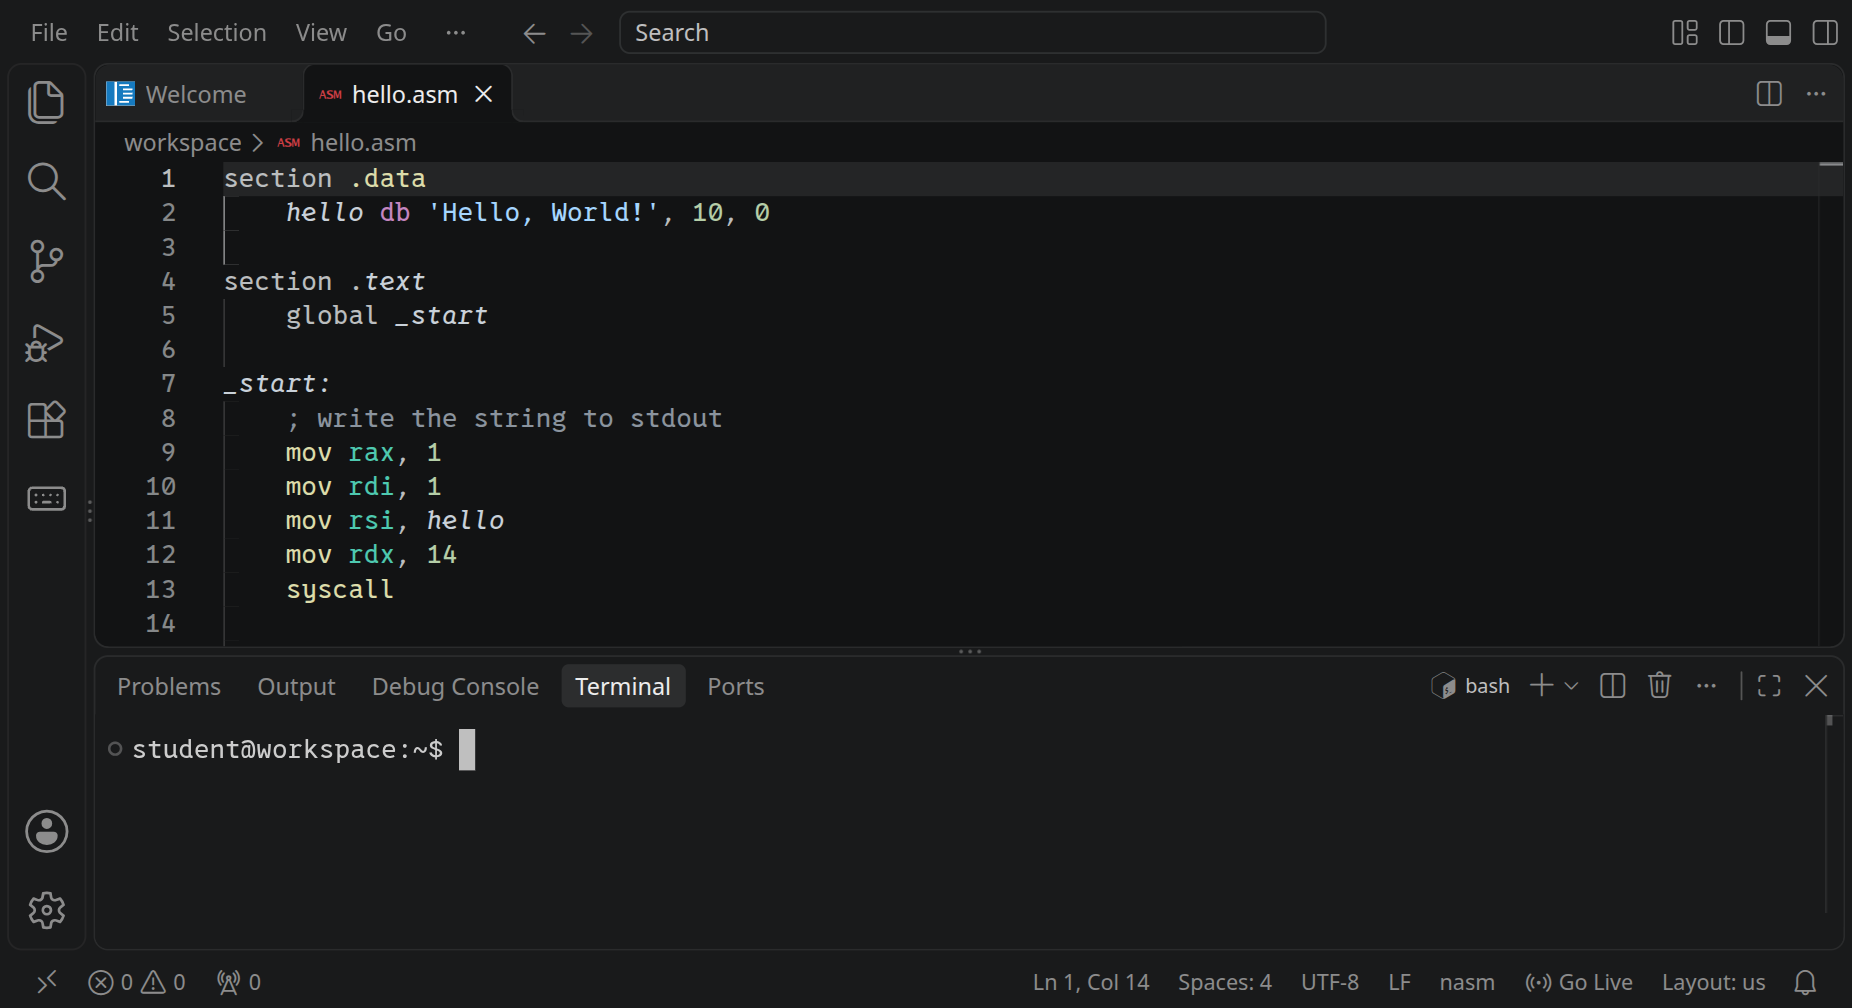 File Edit Selection View Go ··· Search
Welcome
ASM hello.asm
workspace > ASM hello.asm
1 section .data
2     hello db 'Hello, World!', 10, 0
3
4 section .text
5     global _start
6
7 _start:
8     ; write the string to stdout
9     mov rax, 1
10     mov rdi, 1
11     mov rsi, hello
12     mov rdx, 14
13     syscall
14
Problems Output Debug Console Terminal Ports bash
student@workspace:~$
0 0 0 Ln 1, Col 14 Spaces: 4 UTF-8 LF nasm Go Live Layout: us